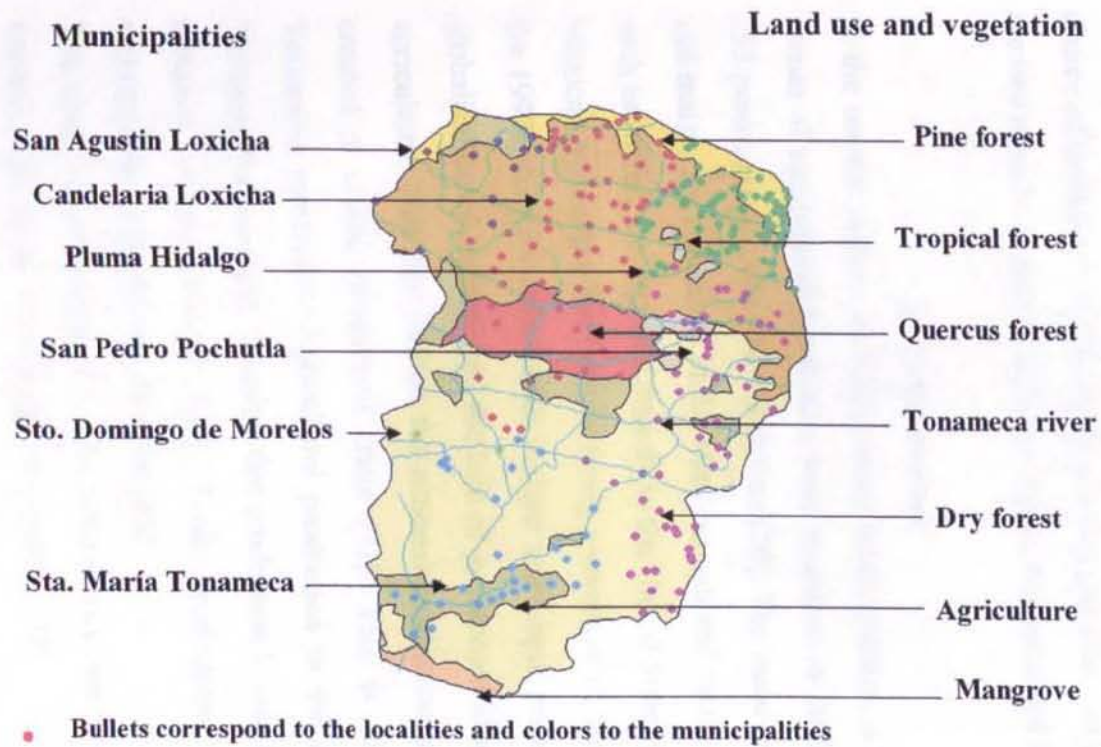 Municipalities
Land use and vegetation
San Agustin Loxicha
Pine forest
Candelaria Loxicha
Tropical forest
Pluma Hidalgo
Quercus forest
San Pedro Pochutla
Tonameca river
Sto. Domingo de Morelos
Dry forest
Sta. María Tonameca
Agriculture
Mangrove
Bullets correspond to the localities and colors to the municipalities